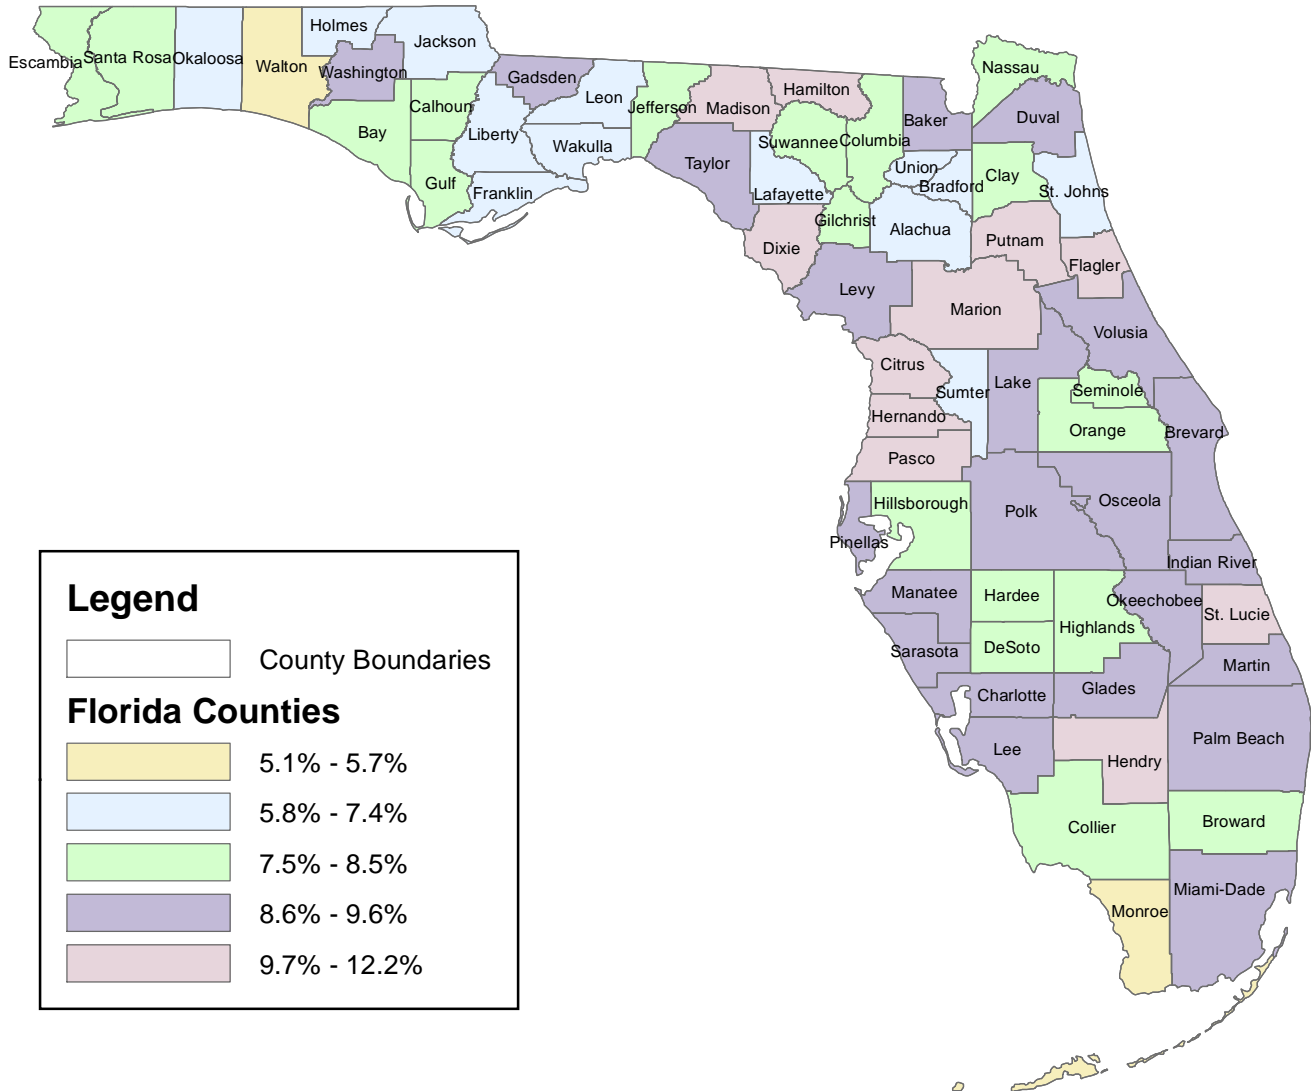 Holmes
Jackson
Escambia
Santa Rosa
Okaloosa
Walton
Washington
Gadsden
Nassau
Calhoun
Leon
Jefferson
Madison
Hamilton
Bay
Liberty
Wakulla
Taylor
Suwannee
Columbia
Baker
Duval
Gulf
Franklin
Lafayette
Union
Bradford
Clay
St. Johns
Dixie
Gilchrist
Alachua
Putnam
Flagler
Levy
Marion
Volusia
Citrus
Sumter
Lake
Seminole
Hernando
Orange
Brevard
Pasco
Hillsborough
Polk
Osceola
Pinellas
Indian River
Manatee
Hardee
Okeechobee
Highlands
St. Lucie
Sarasota
DeSoto
Martin
Charlotte
Glades
Lee
Palm Beach
Hendry
Collier
Broward
Miami-Dade
Monroe
Legend
County Boundaries
Florida Counties
5.1% - 5.7%
5.8% - 7.4%
7.5% - 8.5%
8.6% - 9.6%
9.7% - 12.2%